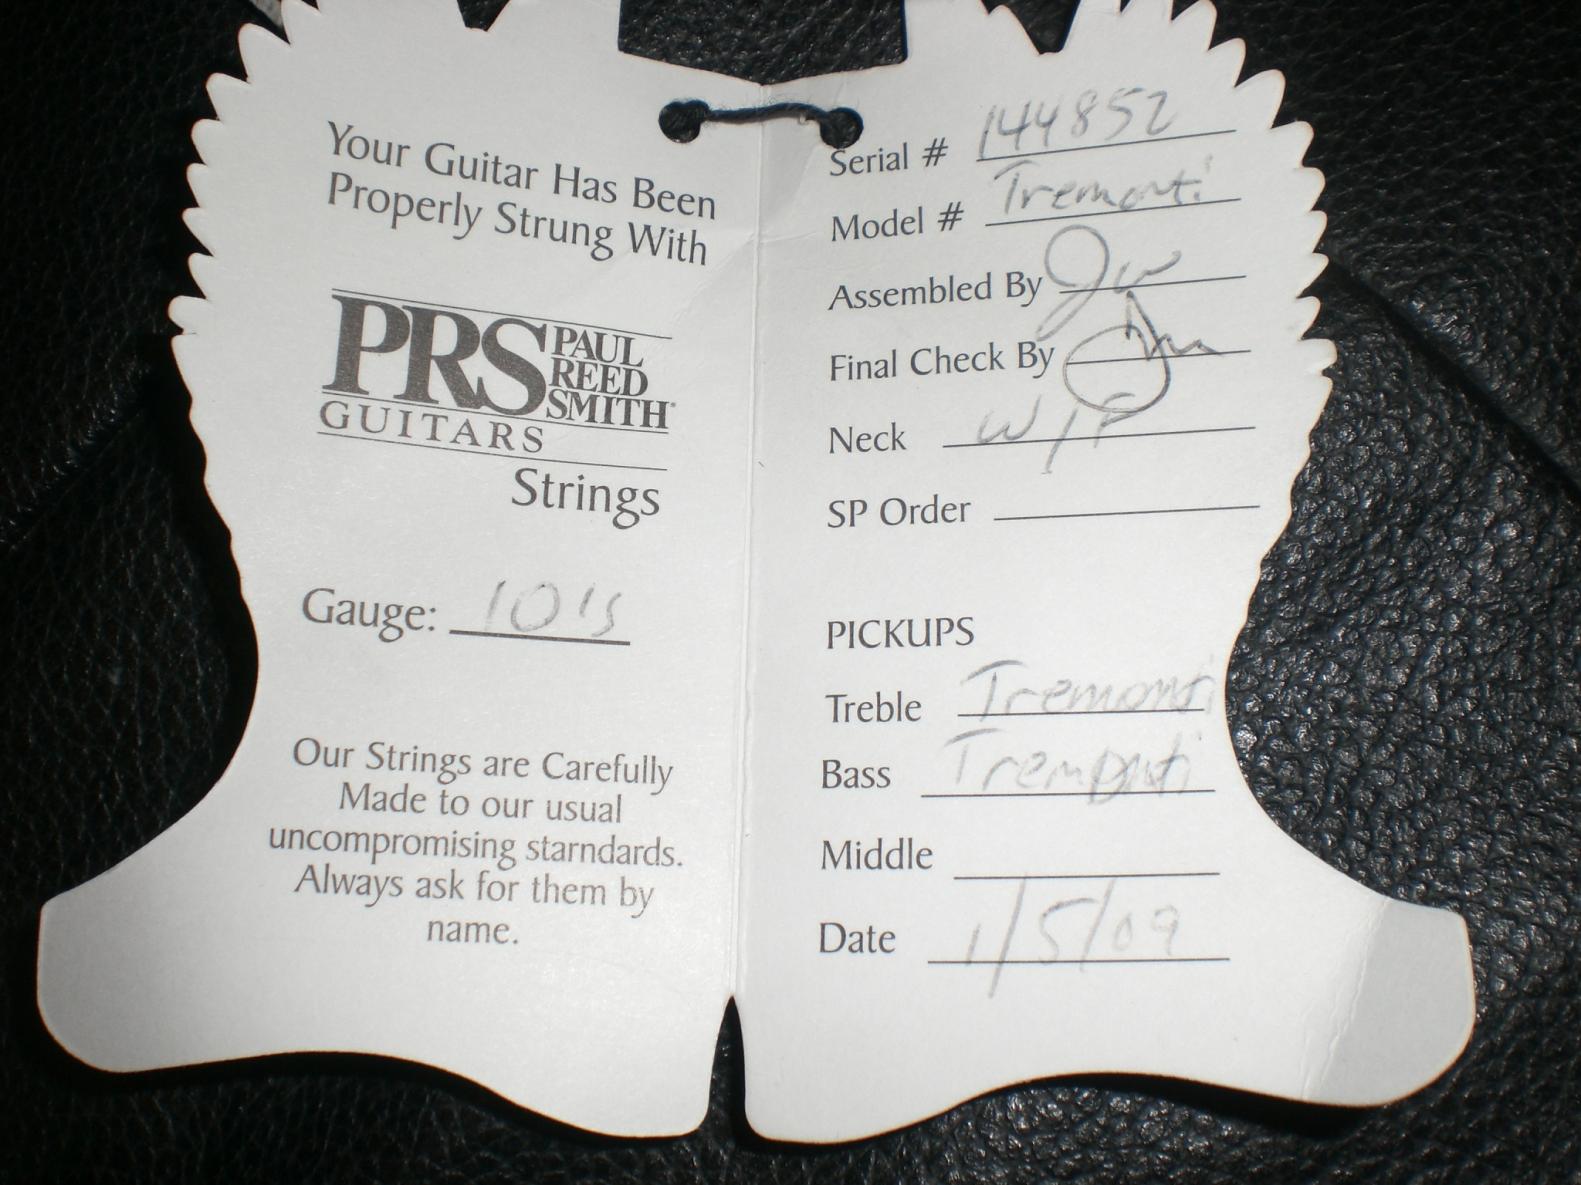 Your Guitar Has Been
Properly Strung With
PRS PAUL
REED
SMITH®
GUITARS
Strings
Gauge: 10's
Our Strings are Carefully
Made to our usual
uncompromising starndards.
Always ask for them by
name.
Serial # 144852
Model # Tremonti
Assembled By JW
Final Check By
Neck W/F
SP Order
PICKUPS
Treble Tremonti
Bass Tremonti
Middle
Date 1/5/09